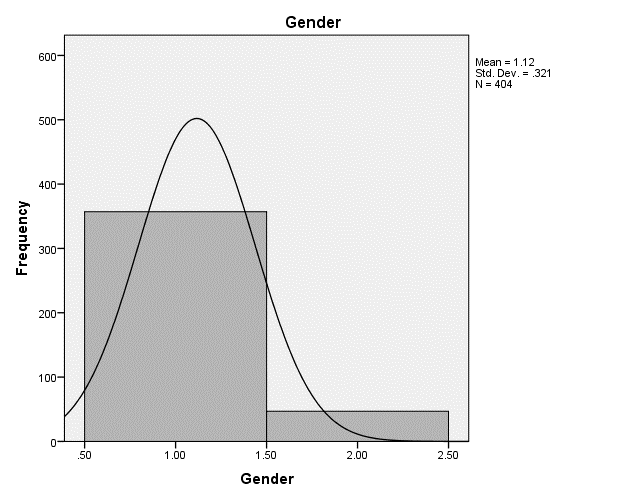 Gender
Mean = 1.12
Std. Dev. = .321
N = 404
600
500
400
300
200
100
0
Frequency
.50 1.00 1.50 2.00 2.50
Gender